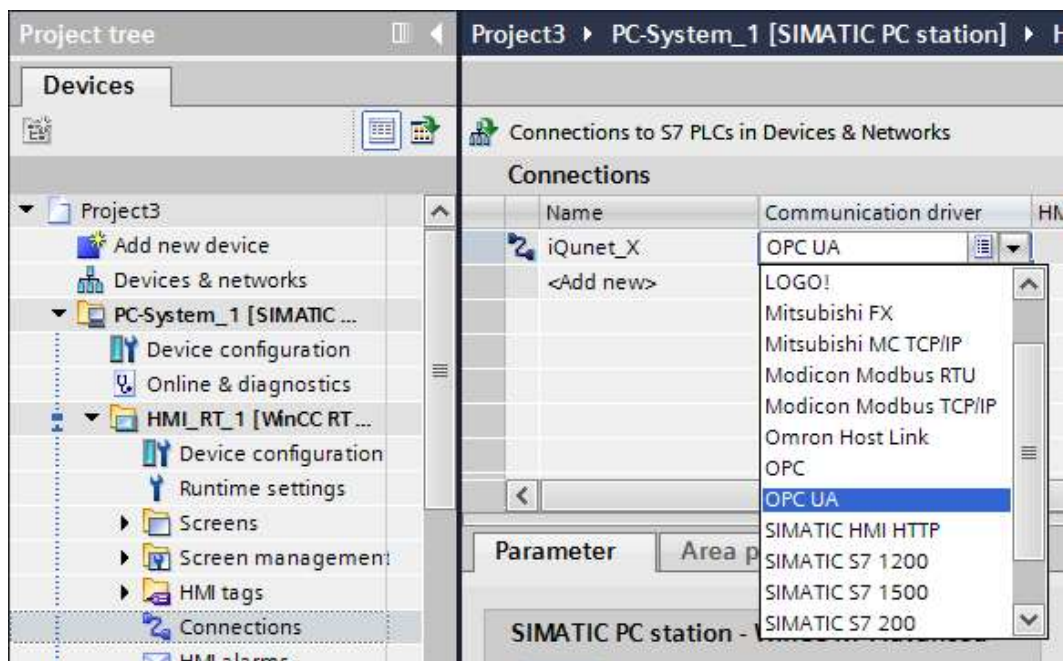 Project tree
Devices
Project3
Add new device
Devices & networks
PC-System_1 [SIMATIC ...
Device configuration
Online & diagnostics
HMI_RT_1 [WinCC RT ...
Device configuration
Runtime settings
Screens
Screen management
HMI tags
Connections
HMI alarms
Project3 ▸ PC-System_1 [SIMATIC PC station] ▸ H
Connections to S7 PLCs in Devices & Networks
Connections
Name Communication driver HM
iQunet_X OPC UA
<Add new>
LOGO!
Mitsubishi FX
Mitsubishi MC TCP/IP
Modicon Modbus RTU
Modicon Modbus TCP/IP
Omron Host Link
OPC
OPC UA
SIMATIC HMI HTTP
SIMATIC S7 1200
SIMATIC S7 1500
SIMATIC S7 200
Parameter Area p
SIMATIC PC station -